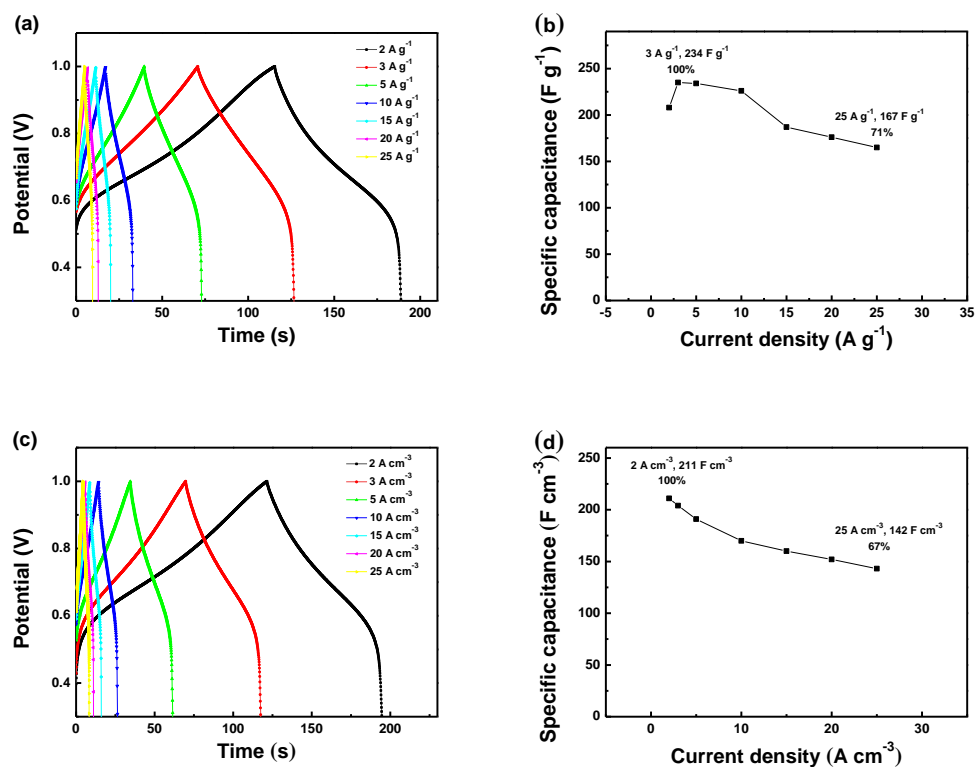 (a)
1.0
0.8
0.6
0.4
Potential (V)
0 50 100 150 200
Time (s)
2 A g⁻¹
3 A g⁻¹
5 A g⁻¹
10 A g⁻¹
15 A g⁻¹
20 A g⁻¹
25 A g⁻¹
(b)
250
200
150
100
50
0
Specific capacitance (F g⁻¹)
3 A g⁻¹, 234 F g⁻¹
100%
25 A g⁻¹, 167 F g⁻¹
71%
-5 0 5 10 15 20 25 30 35
Current density (A g⁻¹)
(c)
1.0
0.8
0.6
0.4
Potential (V)
0 50 100 150 200
Time (s)
2 A cm⁻³
3 A cm⁻³
5 A cm⁻³
10 A cm⁻³
15 A cm⁻³
20 A cm⁻³
25 A cm⁻³
(d)
250
200
150
100
50
0
Specific capacitance (F cm⁻³)
2 A cm⁻³, 211 F cm⁻³
100%
25 A cm⁻³, 142 F cm⁻³
67%
-5 0 5 10 15 20 25 30 35
Current density (A cm⁻³)